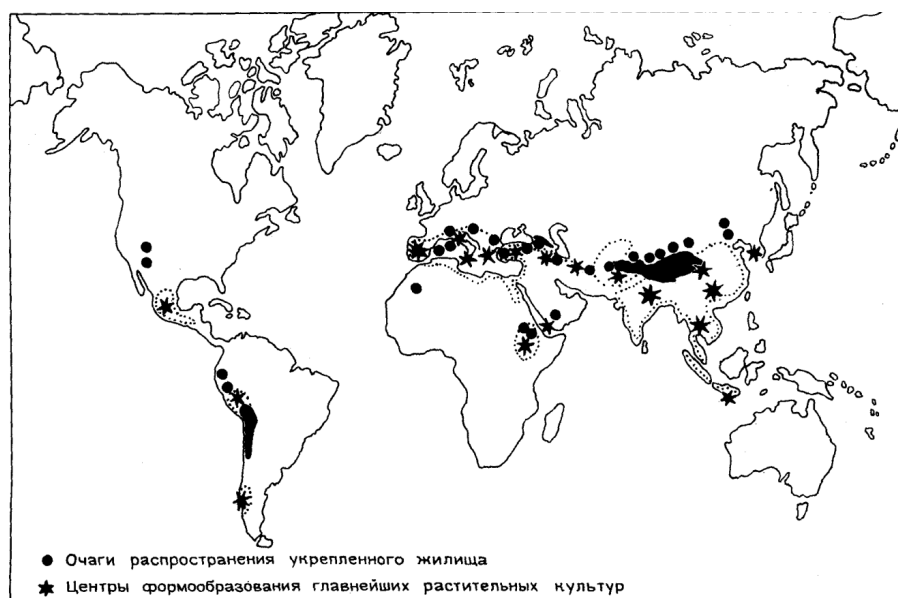 Очаги распространения укрепленного жилища
Центры формообразования главнейших растительных культур